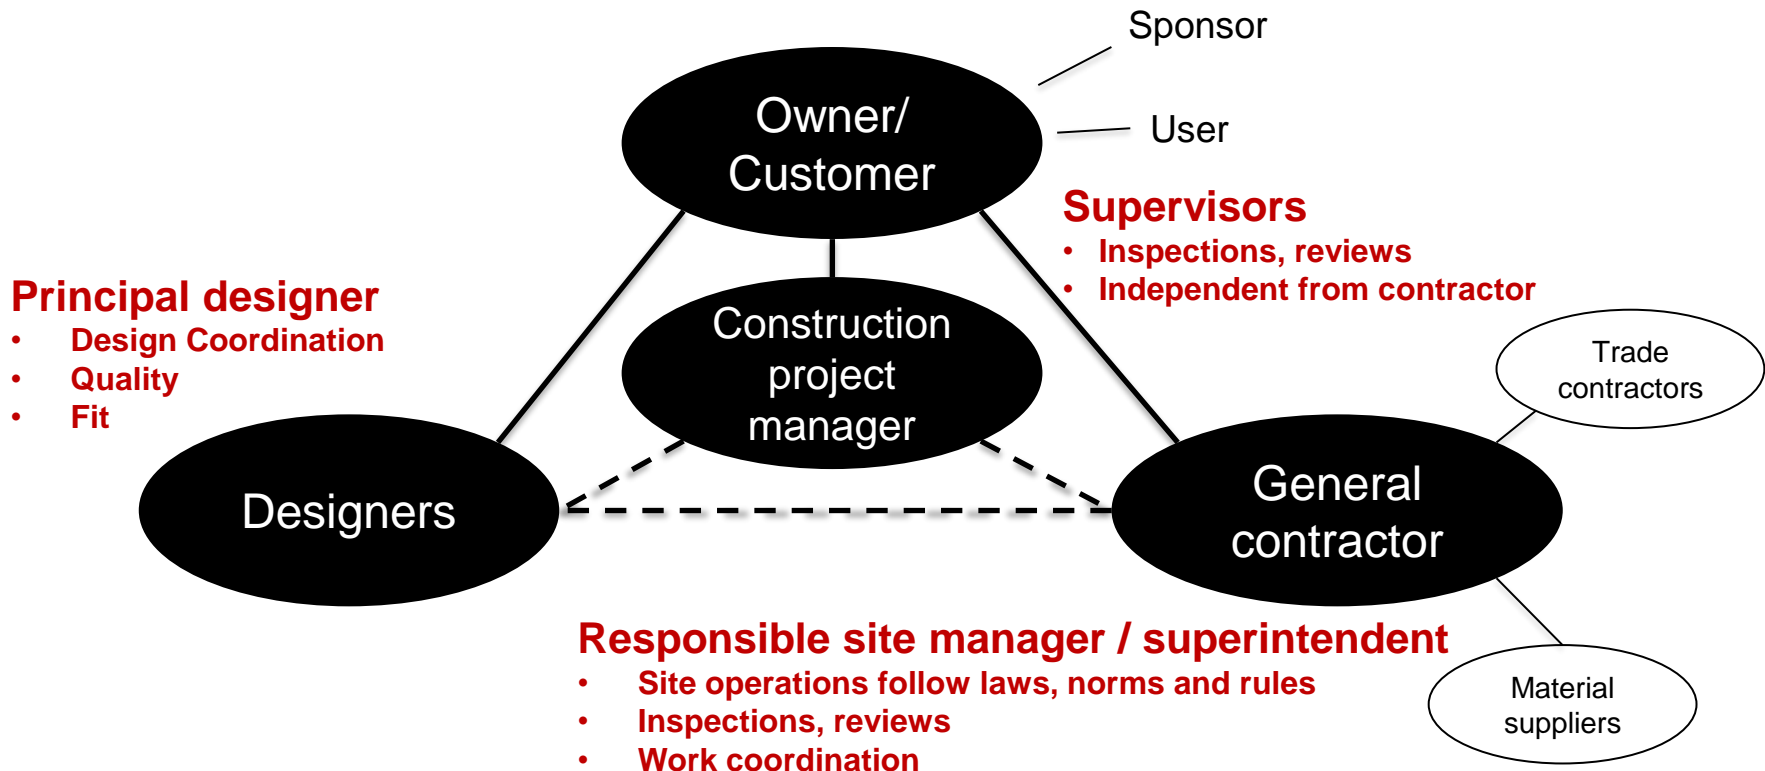 Sponsor
Owner/
Customer
User
Supervisors
• Inspections, reviews
• Independent from contractor
Principal designer
• Design Coordination
• Quality
• Fit
Construction
project
manager
Trade
contractors
Designers
General
contractor
Responsible site manager / superintendent
• Site operations follow laws, norms and rules
• Inspections, reviews
• Work coordination
Material
suppliers